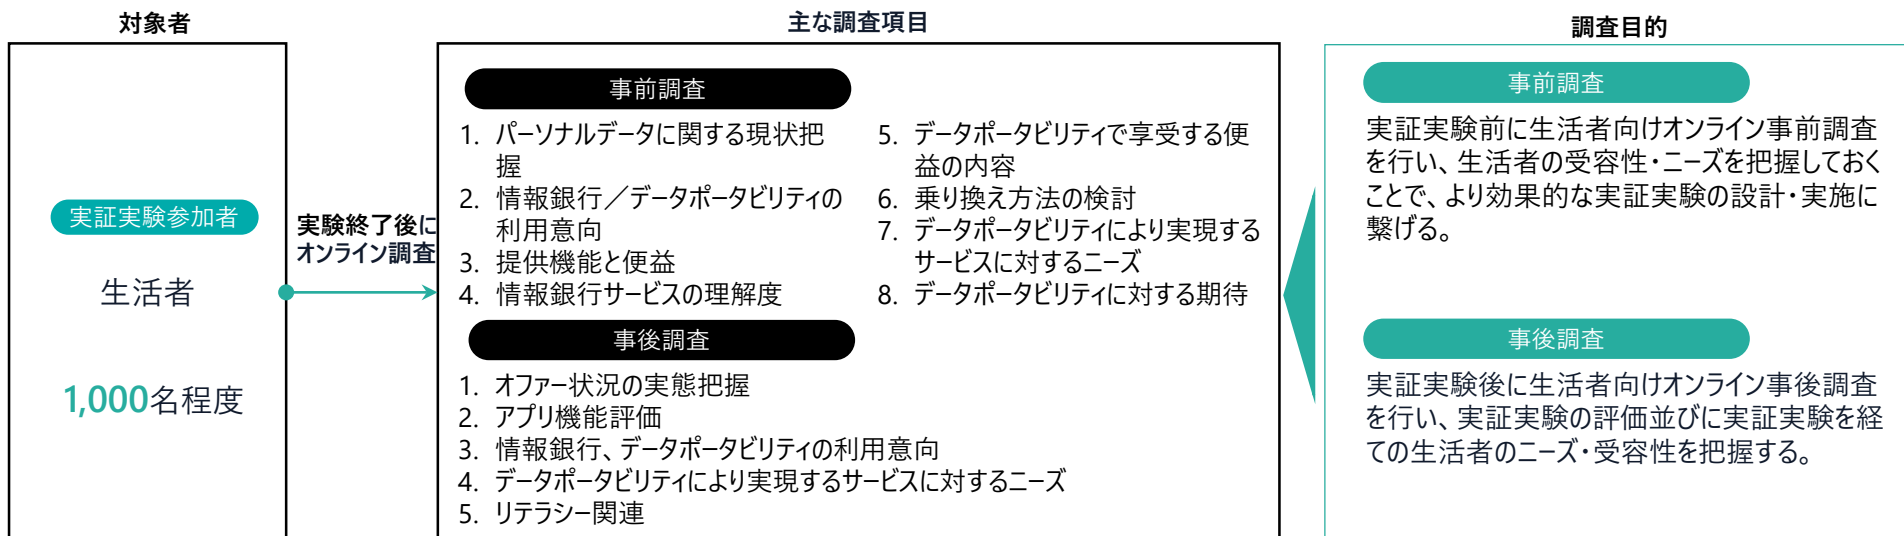 対象者
実証実験参加者
生活者
1,000名程度
実験終了後に
オンライン調査
主な調査項目
事前調査
1. パーソナルデータに関する現状把
握
2. 情報銀行／データポータビリティの
利用意向
3. 提供機能と便益
4. 情報銀行サービスの理解度
5. データポータビリティで享受する便
益の内容
6. 乗り換え方法の検討
7. データポータビリティにより実現する
サービスに対するニーズ
8. データポータビリティに対する期待
事後調査
1. オファー状況の実態把握
2. アプリ機能評価
3. 情報銀行、データポータビリティの利用意向
4. データポータビリティにより実現するサービスに対するニーズ
5. リテラシー関連
調査目的
事前調査
実証実験前に生活者向けオンライン事前調査
を行い、生活者の受容性・ニーズを把握しておく
ことで、より効果的な実証実験の設計・実施に
繋げる。
事後調査
実証実験後に生活者向けオンライン事後調査
を行い、実証実験の評価並びに実証実験を経
ての生活者のニーズ・受容性を把握する。